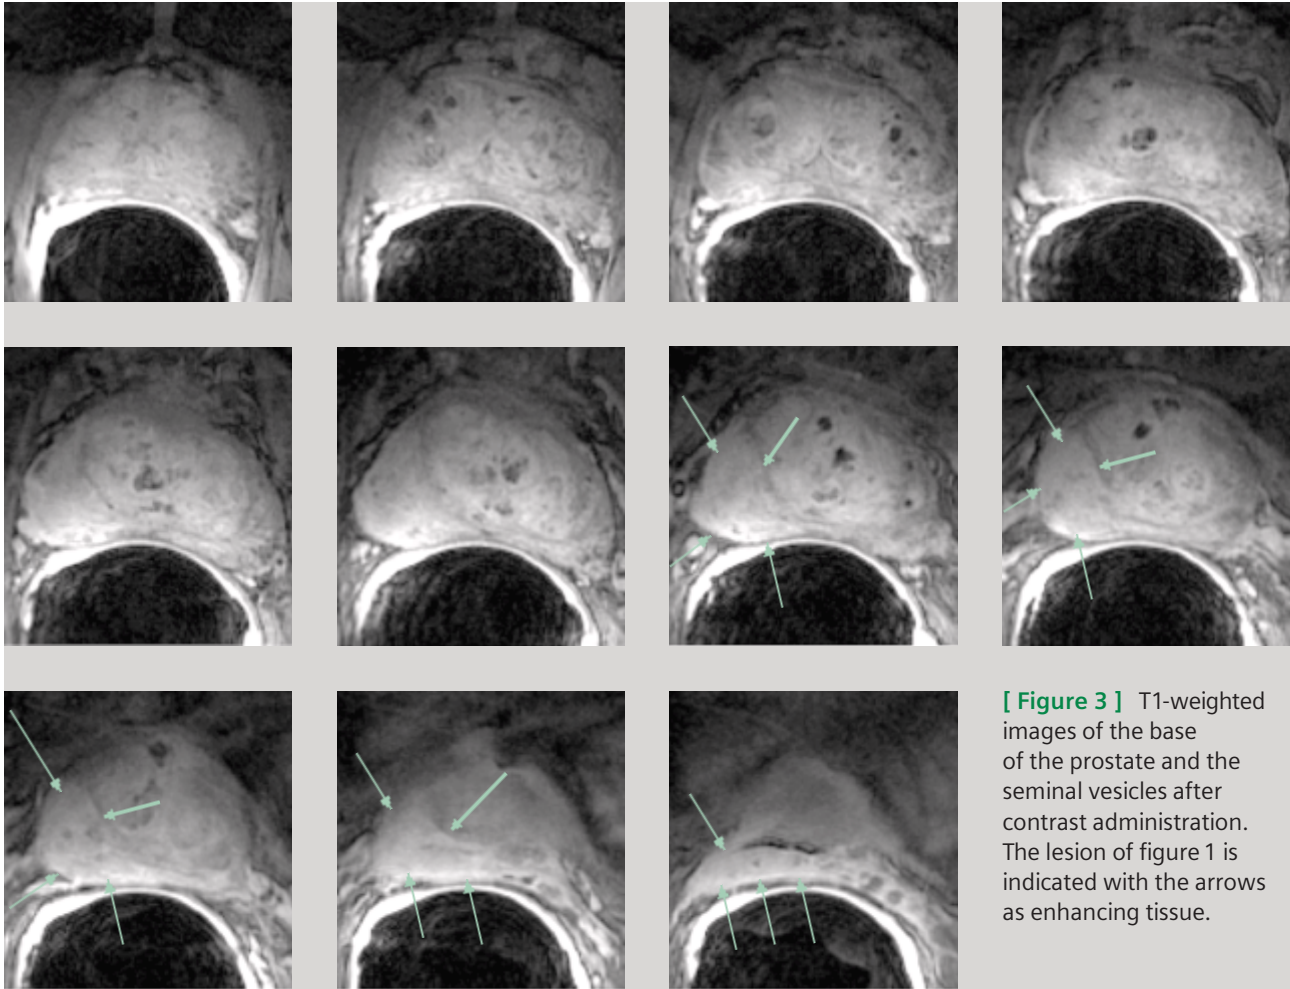 [ Figure 3 ] T1-weighted
images of the base
of the prostate and the
seminal vesicles after
contrast administration.
The lesion of figure 1 is
indicated with the arrows
as enhancing tissue.